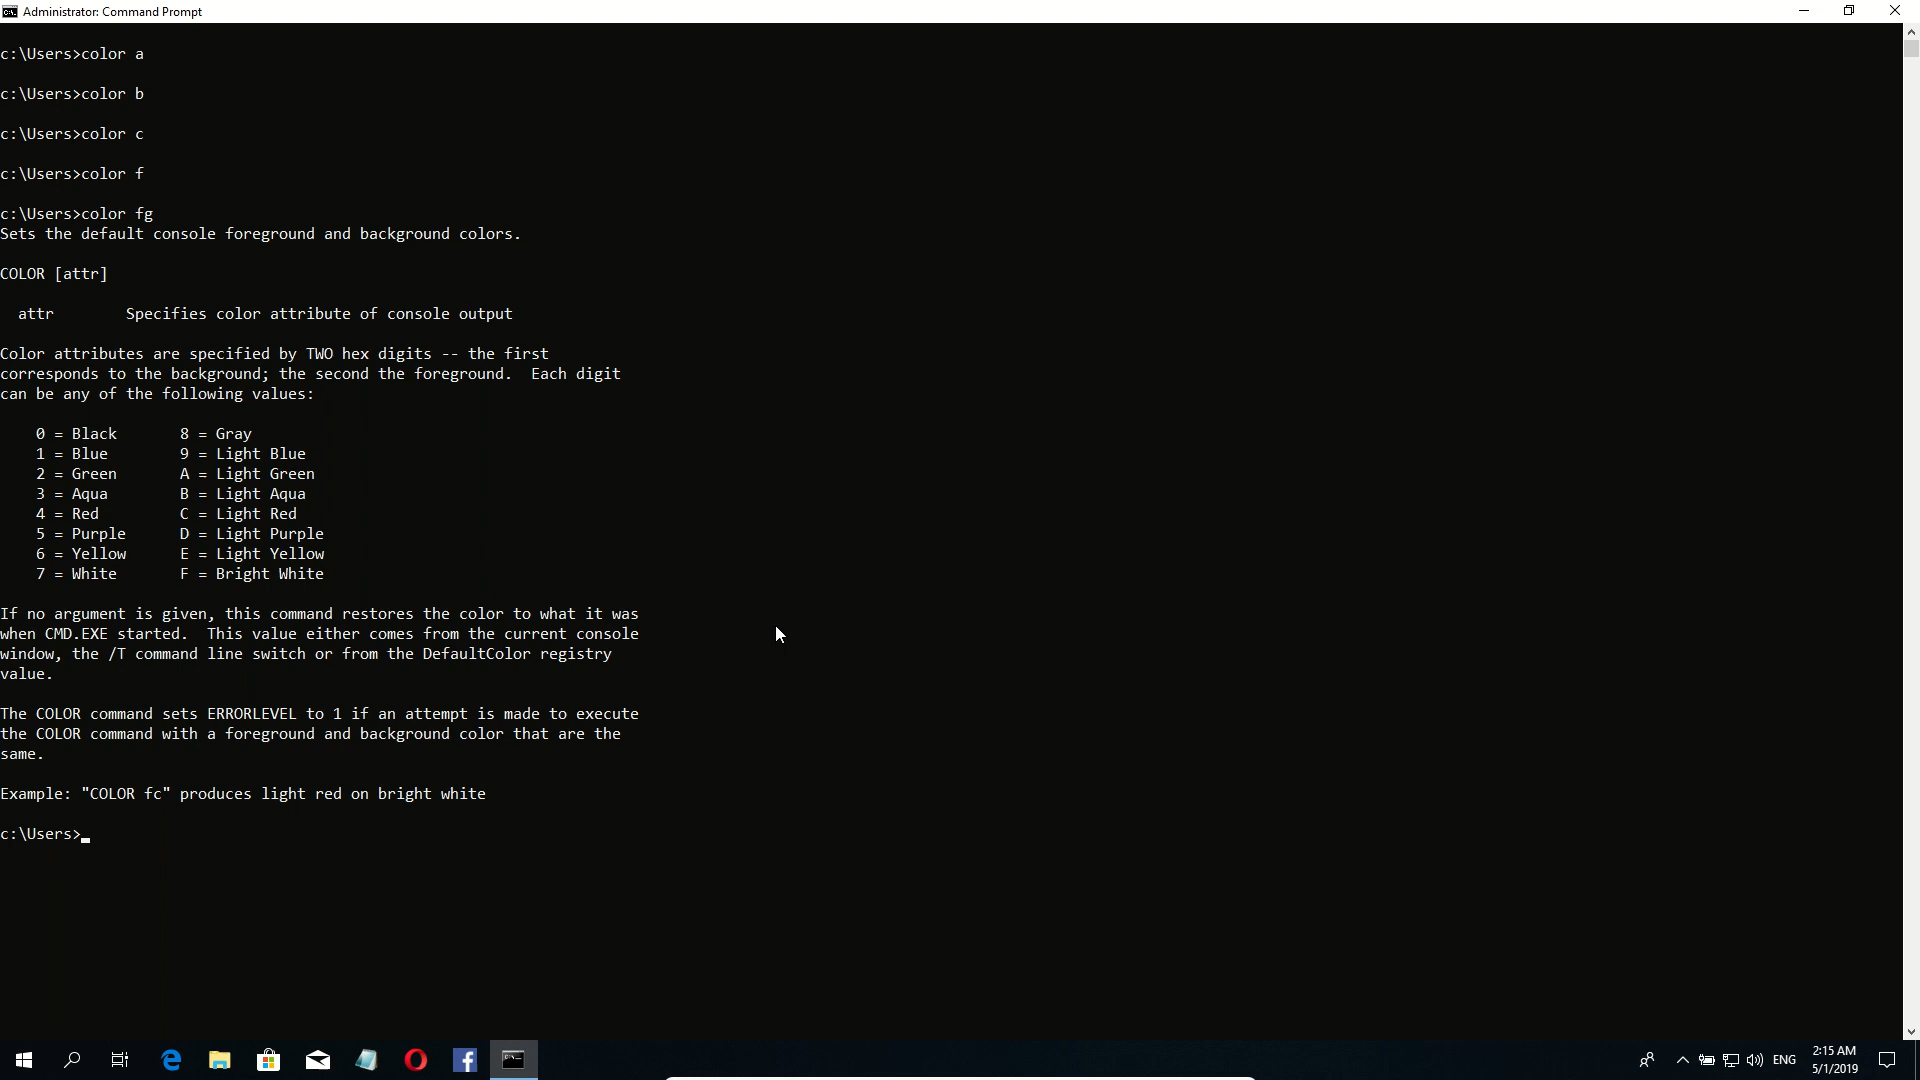 Administrator: Command Prompt
c:\Users>color a
c:\Users>color b
c:\Users>color c
c:\Users>color f
c:\Users>color fg
Sets the default console foreground and background colors.
COLOR [attr]
attr        Specifies color attribute of console output
Color attributes are specified by TWO hex digits -- the first
corresponds to the background; the second the foreground.  Each digit
can be any of the following values:
0 = Black       8 = Gray
1 = Blue        9 = Light Blue
2 = Green       A = Light Green
3 = Aqua        B = Light Aqua
4 = Red         C = Light Red
5 = Purple      D = Light Purple
6 = Yellow      E = Light Yellow
7 = White       F = Bright White
If no argument is given, this command restores the color to what it was
when CMD.EXE started.  This value either comes from the current console
window, the /T command line switch or from the DefaultColor registry
value.
The COLOR command sets ERRORLEVEL to 1 if an attempt is made to execute
the COLOR command with a foreground and background color that are the
same.
Example: "COLOR fc" produces light red on bright white
c:\Users>_
ENG
2:15 AM
5/1/2019